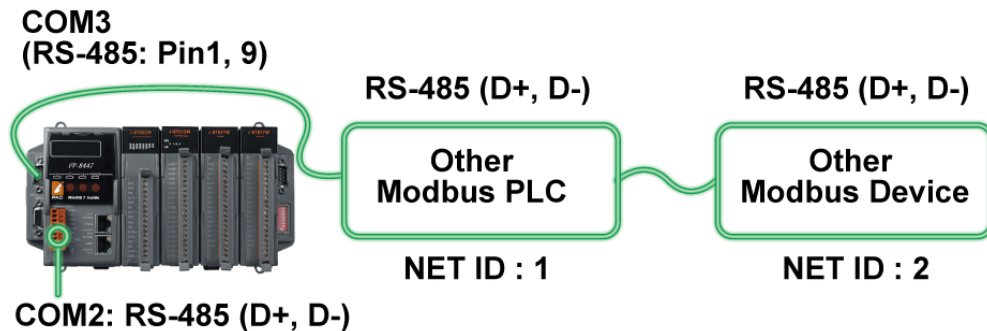 COM3
(RS-485: Pin1, 9)
RS-485 (D+, D-)
RS-485 (D+, D-)
Other
Modbus PLC
Other
Modbus Device
NET ID : 1
NET ID : 2
COM2: RS-485 (D+, D-)
PAC